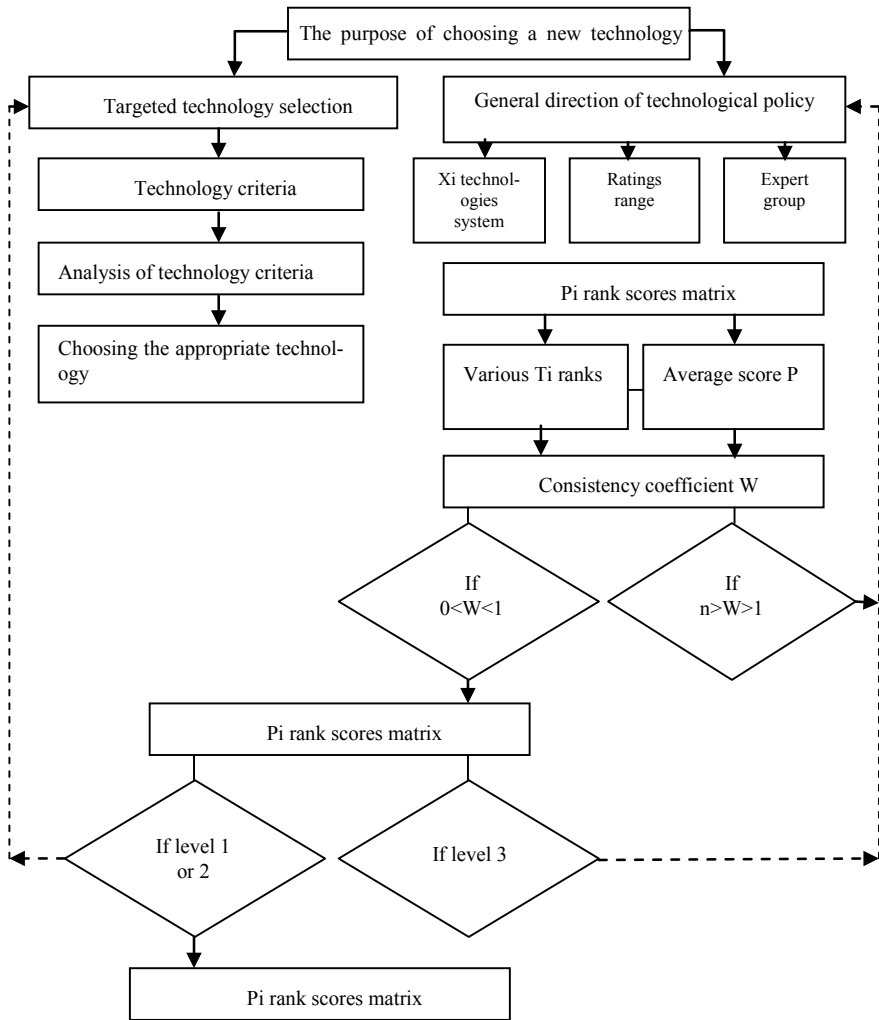 The purpose of choosing a new technology
Targeted technology selection
General direction of technological policy
Technology criteria
Xi technol-
ogies
system
Ratings
range
Expert
group
Analysis of technology criteria
Pi rank scores matrix
Choosing the appropriate technol-
ogy
Various Ti ranks
Average score P
Consistency coefficient W
If
0<W<1
If
n>W>1
Pi rank scores matrix
If level 1
or 2
If level 3
Pi rank scores matrix